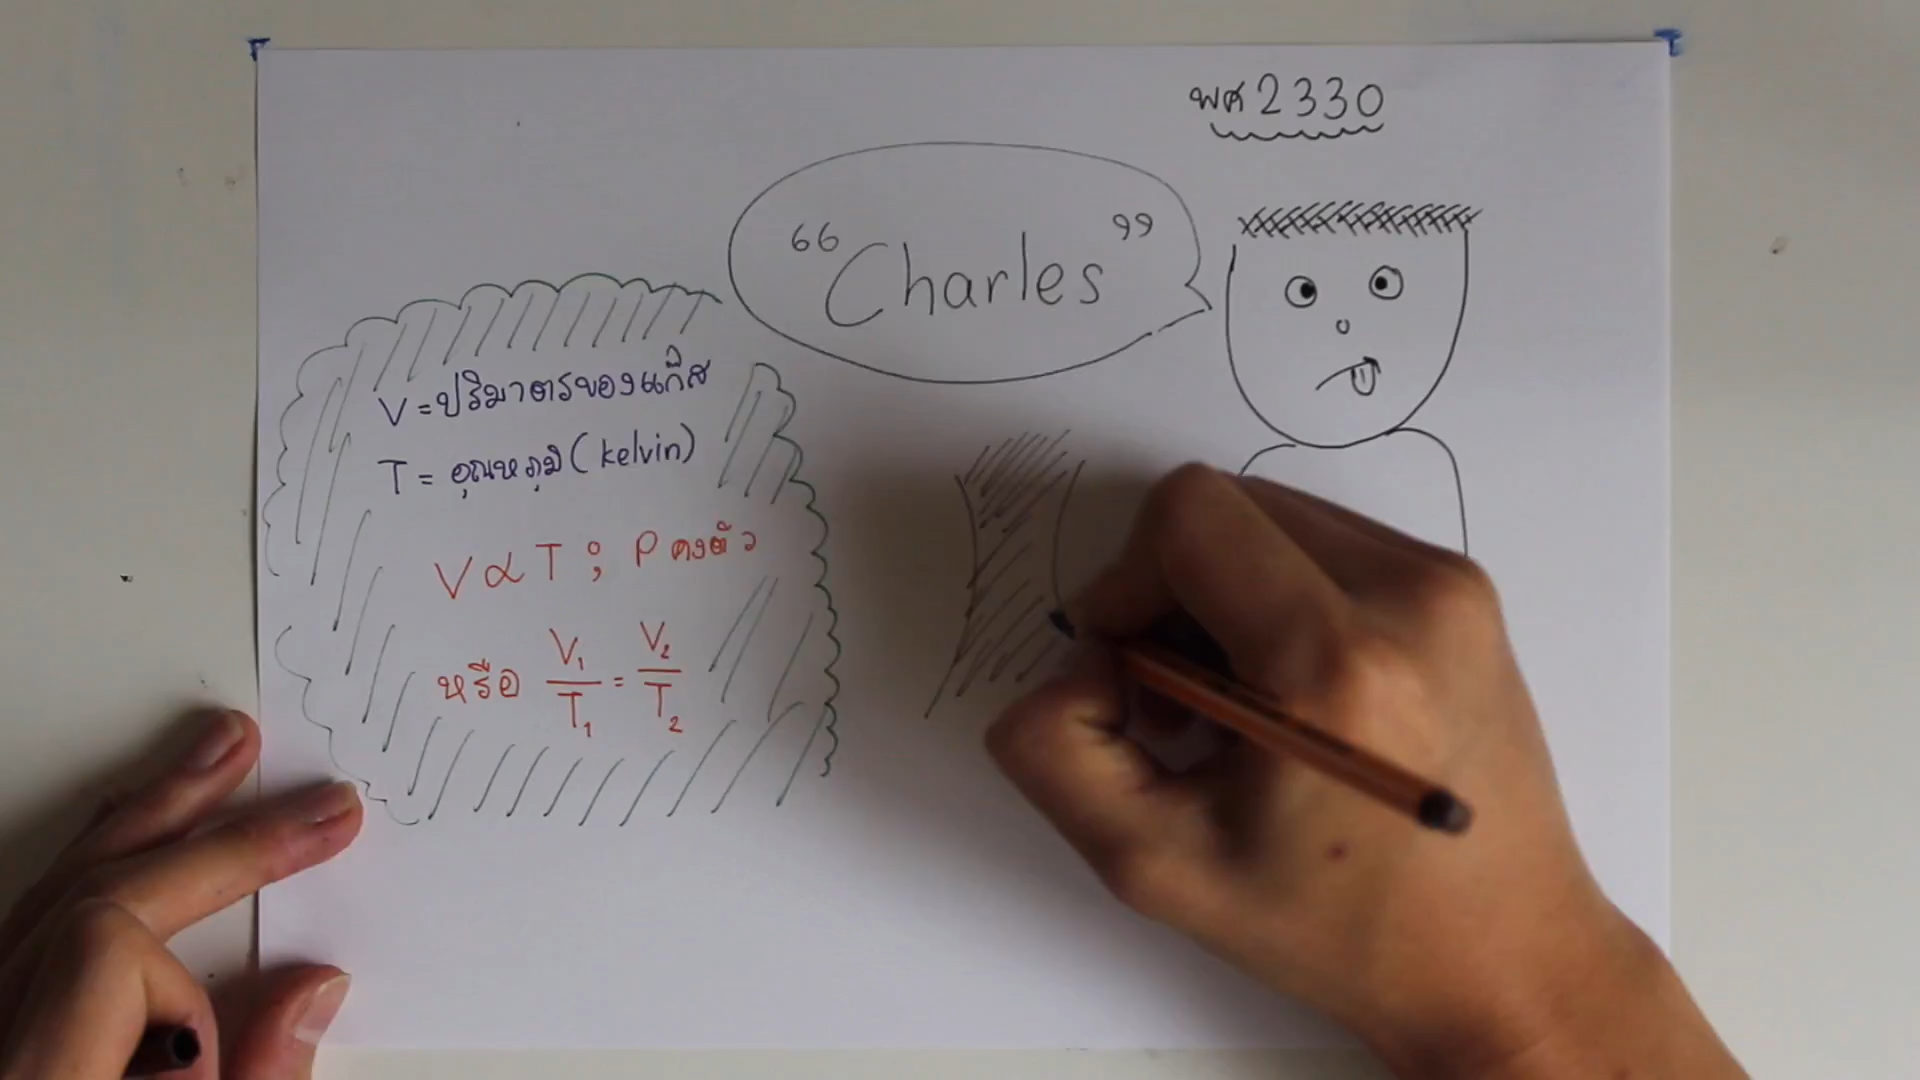 พศ 2330
“Charles”
V = ปริมาตรของแก๊ส
T = อุณหภูมิ (kelvin)
V ∝ T ; P คงตัว
หรือ V₁/T₁ = V₂/T₂